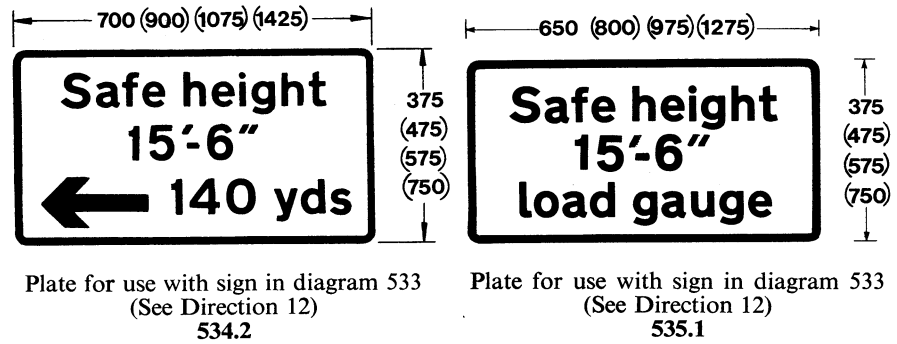 700 (900) (1075) (1425)
Safe height
15′-6″
140 yds
375
(475)
(575)
(750)
Plate for use with sign in diagram 533
(See Direction 12)
534.2
650 (800) (975) (1275)
Safe height
15′-6″
load gauge
375
(475)
(575)
(750)
Plate for use with sign in diagram 533
(See Direction 12)
535.1